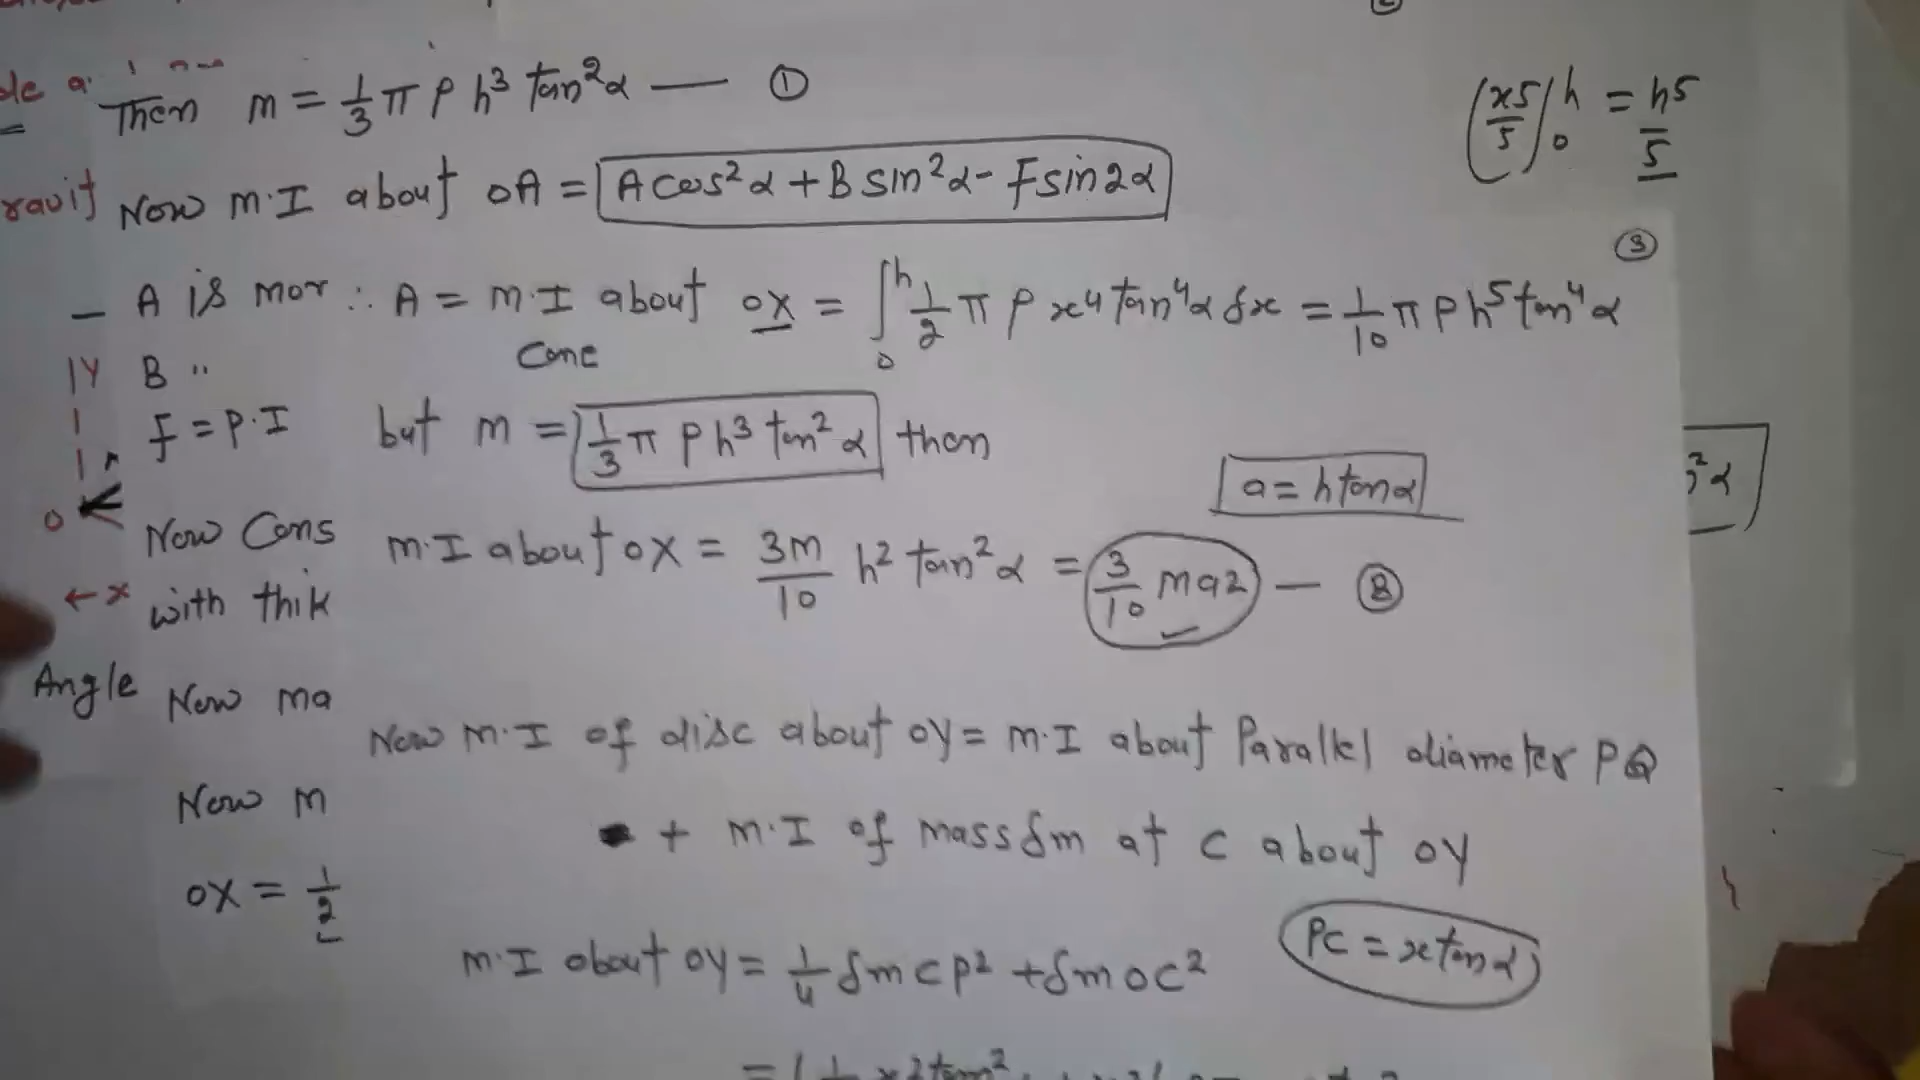 Then m = 1/3 π ρ h³ tan²α — ①
(x5/5)₀ʰ = h5/5
Now M.I about OA = A cos²α + B sin²α - F sin2α
③
A is mor ∴ A = M.I about OX = ∫₀ʰ 1/2 π ρ x⁴ tan⁴α δx = 1/10 π ρ h⁵ tan⁴α
Cone
B "
F = P.I but m = 1/3 π ρ h³ tan²α then
a = h tanα
²α
O
Now Cons M.I about OX = 3M/10 h² tan²α = 3/10 ma2 — ⑧
← x with thik
Angle Now ma
Now M.I of disc about OY = M.I about Parallel diameter PQ
Now M
+ M.I of mass δm at C about OY
OX = 1/2
PC = x tanα
M.I about OY = 1/4 δm CP² + δm OC²